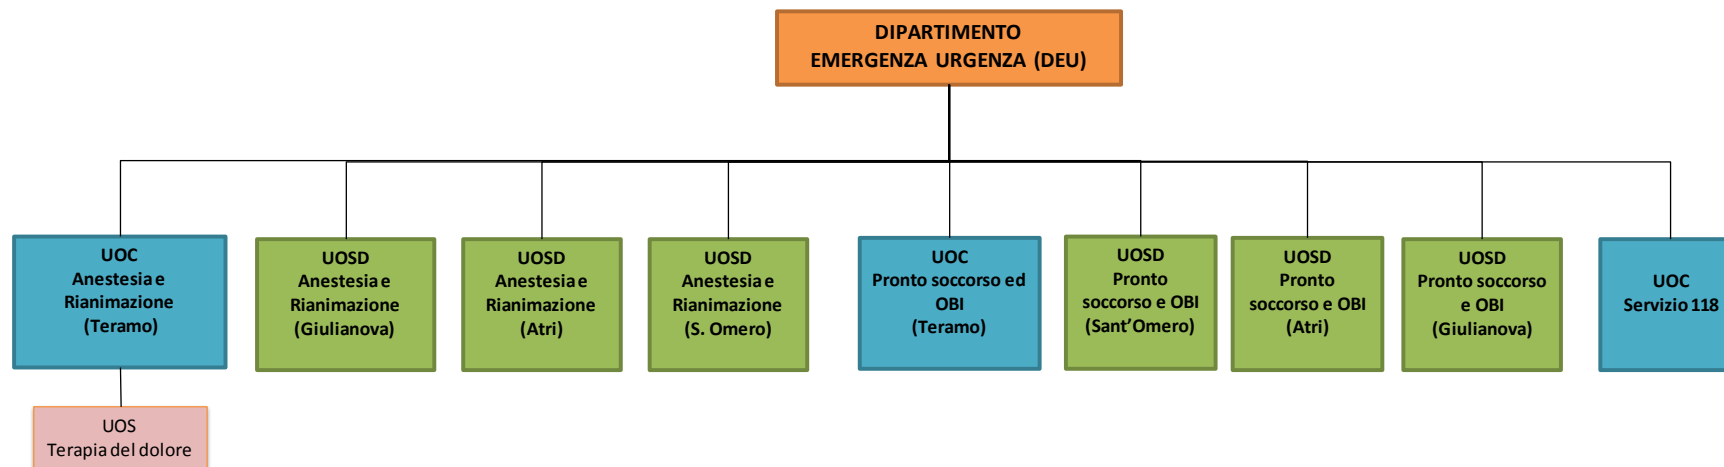 DIPARTIMENTO
EMERGENZA URGENZA (DEU)
UOC
Anestesia e
Rianimazione
(Teramo)
UOSD
Anestesia e
Rianimazione
(Giulianova)
UOSD
Anestesia e
Rianimazione
(Atri)
UOSD
Anestesia e
Rianimazione
(S. Omero)
UOC
Pronto soccorso ed
OBI
(Teramo)
UOSD
Pronto
soccorso e OBI
(Sant’Omero)
UOSD
Pronto
soccorso e OBI
(Atri)
UOSD
Pronto soccorso
e OBI
(Giulianova)
UOC
Servizio 118
UOS
Terapia del dolore